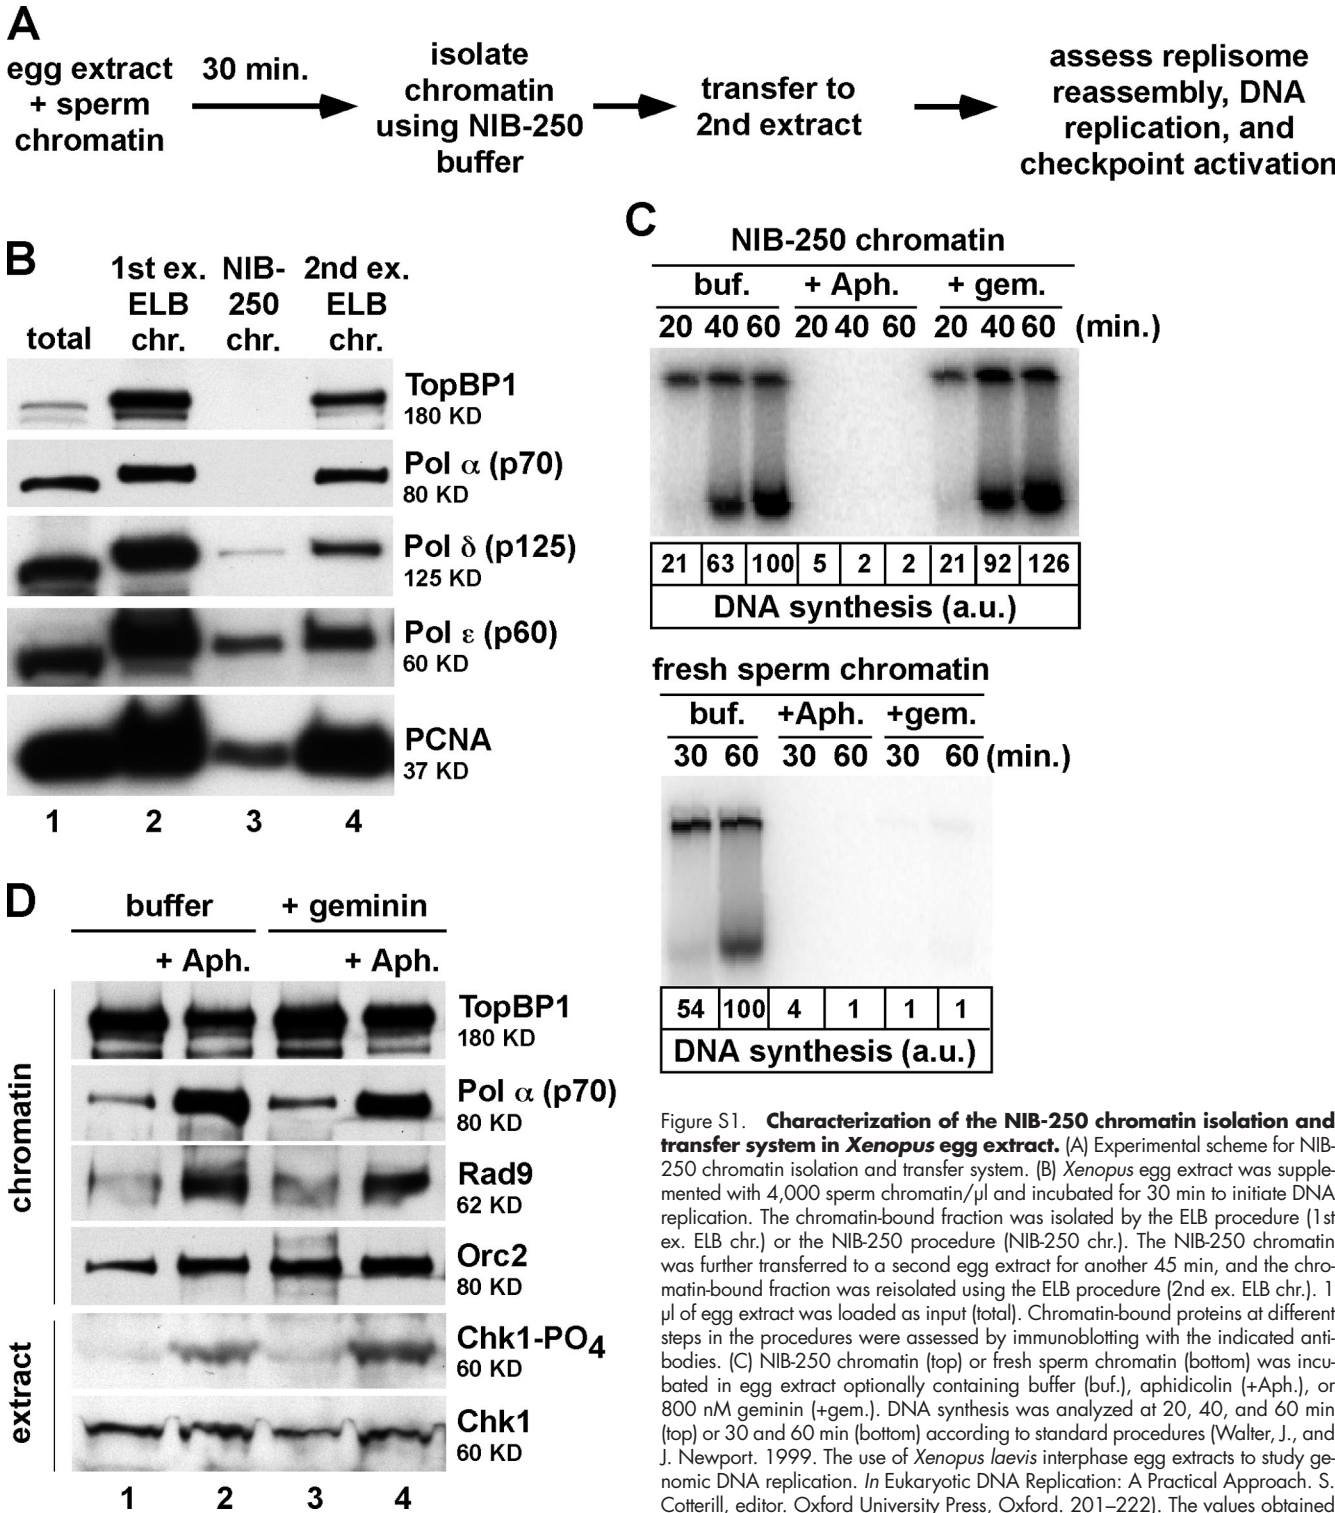 A
egg extract
+ sperm
chromatin
30 min.
isolate
chromatin
using NIB-250
buffer
transfer to
2nd extract
assess replisome
reassembly, DNA
replication, and
checkpoint activation
B
total
1st ex.
ELB
chr.
NIB-
250
chr.
2nd ex.
ELB
chr.
TopBP1
180 KD
Pol α (p70)
80 KD
Pol δ (p125)
125 KD
Pol ε (p60)
60 KD
PCNA
37 KD
1 2 3 4
C
NIB-250 chromatin
buf. + Aph. + gem.
20 40 60 20 40 60 20 40 60 (min.)
21 63 100 5 2 2 21 92 126
DNA synthesis (a.u.)
fresh sperm chromatin
buf. +Aph. +gem.
30 60 30 60 30 60 (min.)
54 100 4 1 1 1
DNA synthesis (a.u.)
D
buffer + geminin
+ Aph. + Aph.
chromatin
TopBP1
180 KD
Pol α (p70)
80 KD
Rad9
62 KD
Orc2
80 KD
extract
Chk1-PO4
60 KD
Chk1
60 KD
1 2 3 4
Figure S1. Characterization of the NIB-250 chromatin isolation and
transfer system in Xenopus egg extract. (A) Experimental scheme for NIB-
250 chromatin isolation and transfer system. (B) Xenopus egg extract was supple-
mented with 4,000 sperm chromatin/µl and incubated for 30 min to initiate DNA
replication. The chromatin-bound fraction was isolated by the ELB procedure (1st
ex. ELB chr.) or the NIB-250 procedure (NIB-250 chr.). The NIB-250 chromatin
was further transferred to a second egg extract for another 45 min, and the chro-
matin-bound fraction was reisolated using the ELB procedure (2nd ex. ELB chr.). 1
µl of egg extract was loaded as input (total). Chromatin-bound proteins at different
steps in the procedures were assessed by immunoblotting with the indicated anti-
bodies. (C) NIB-250 chromatin (top) or fresh sperm chromatin (bottom) was incu-
bated in egg extract optionally containing buffer (buf.), aphidicolin (+Aph.), or
800 nM geminin (+gem.). DNA synthesis was analyzed at 20, 40, and 60 min
(top) or 30 and 60 min (bottom) according to standard procedures (Walter, J., and
J. Newport. 1999. The use of Xenopus laevis interphase egg extracts to study ge-
nomic DNA replication. In Eukaryotic DNA Replication: A Practical Approach. S.
Cotterill, editor. Oxford University Press, Oxford. 201–222). The values obtained